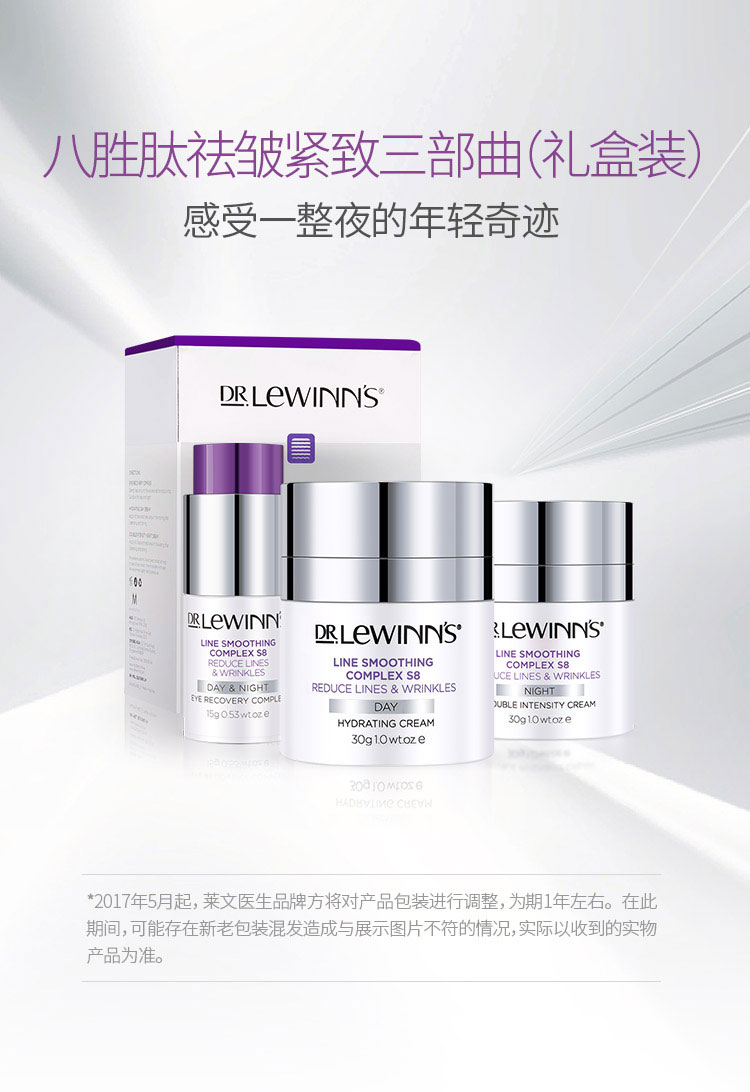 八胜肽祛皱紧致三部曲(礼盒装)
感受一整夜的年轻奇迹
DR. LEWINN'S®
DR. LEWINN'
LINE SMOOTHING
COMPLEX S8
REDUCE LINES
& WRINKLES
DAY & NIGHT
EYE RECOVERY COMPLE
15g 0.53 wt oz e
DR. LEWINN'S®
LINE SMOOTHING
COMPLEX S8
REDUCE LINES & WRINKLES
DAY
HYDRATING CREAM
30g 1.0 wt oz e
R. LEWINN'S®
LINE SMOOTHING
COMPLEX S8
UCE LINES & WRINKLES
NIGHT
OUBLE INTENSITY CREAM
30g 1.0 wt oz e
*2017年5月起,莱文医生品牌方将对产品包装进行调整,为期1年左右。在此
期间,可能存在新老包装混发造成与展示图片不符的情况,实际以收到的实物
产品为准。